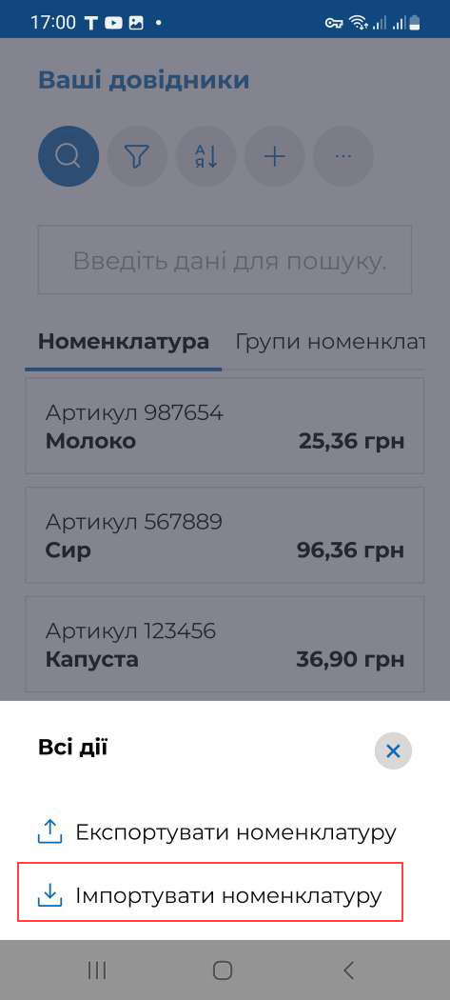 17:00
Ваші довідники
А
Я
Введіть дані для пошуку.
Номенклатура Групи номенклат
Артикул 987654
Молоко 25,36 грн
Артикул 567889
Сир 96,36 грн
Артикул 123456
Капуста 36,90 грн
Всі дії
Експортувати номенклатуру
Імпортувати номенклатуру